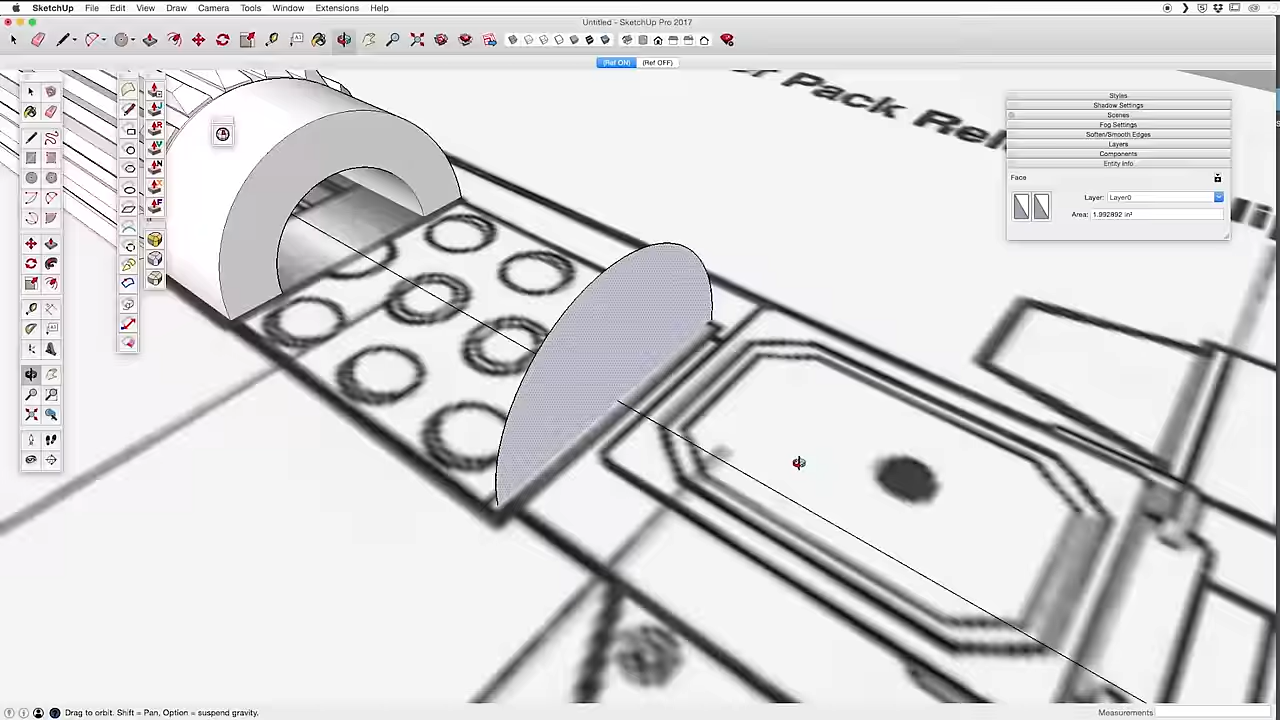 SketchUp File Edit View Draw Camera Tools Window Extensions Help
Untitled - SketchUp Pro 2017
(Ref ON) (Ref OFF)
Pack
Styles
Shadow Settings
Scenes
Fog Settings
Soften/Smooth Edges
Layers
Components
Entity Info
Face
Layer: Layer0
Area: 1.992892 in²
Drag to orbit. Shift = Pan, Option = suspend gravity.
Measurements